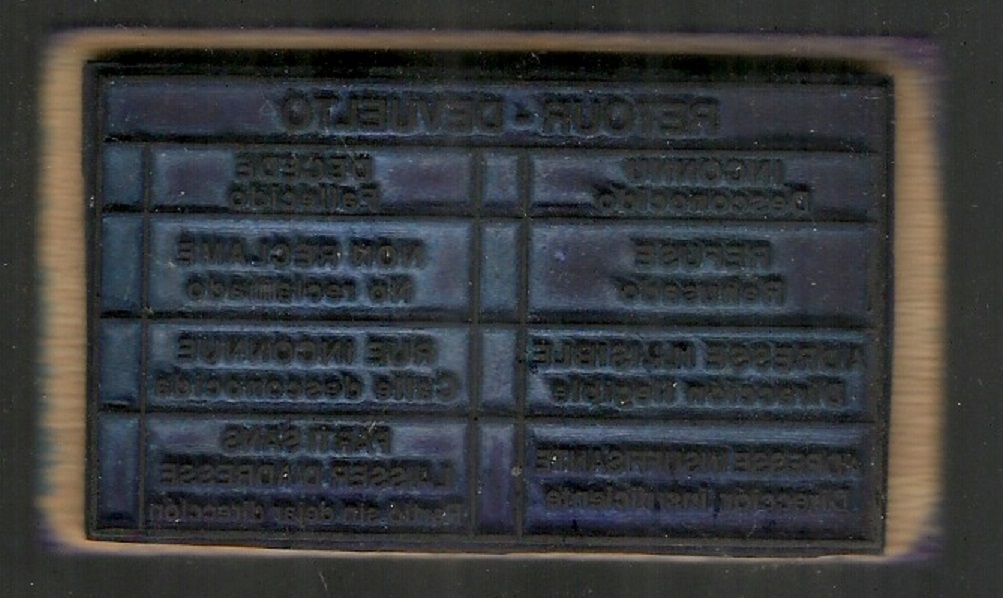 RETOUR - DEVUELTO
INCONNU
Desconocido
DECEDE
Fallecido
REFUSE
Rehusado
NON RECLAME
No reclamado
ADRESSE ILLISIBLE
Dirección ilegible
RUE INCONNUE
Calle desconocida
ADRESSE INSUFFISANTE
Dirección insuficiente
PARTI SANS
LAISSER D'ADRESSE
Partio sin dejar dirección